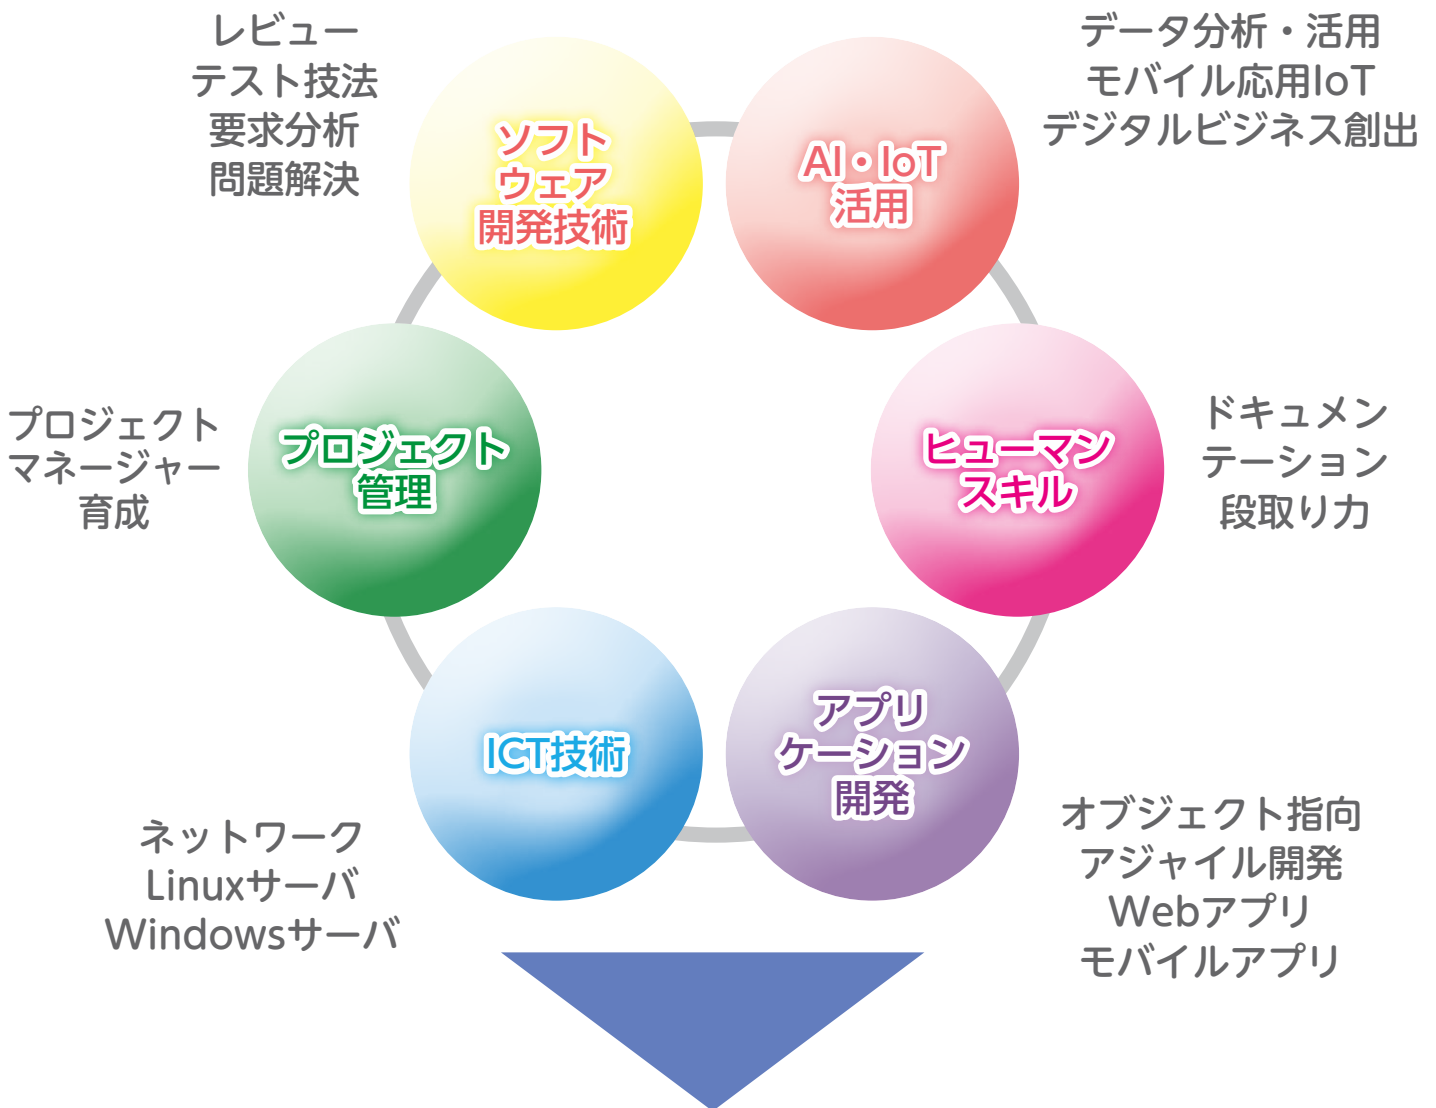 レビュー
テスト技法
要求分析
問題解決
ソフト
ウェア
開発技術
AI・IoT
活用
データ分析・活用
モバイル応用IoT
デジタルビジネス創出
プロジェクト
マネージャー
育成
プロジェクト
管理
ヒューマン
スキル
ドキュメン
テーション
段取り力
ネットワーク
Linuxサーバ
Windowsサーバ
ICT技術
アプリ
ケーション
開発
オブジェクト指向
アジャイル開発
Webアプリ
モバイルアプリ